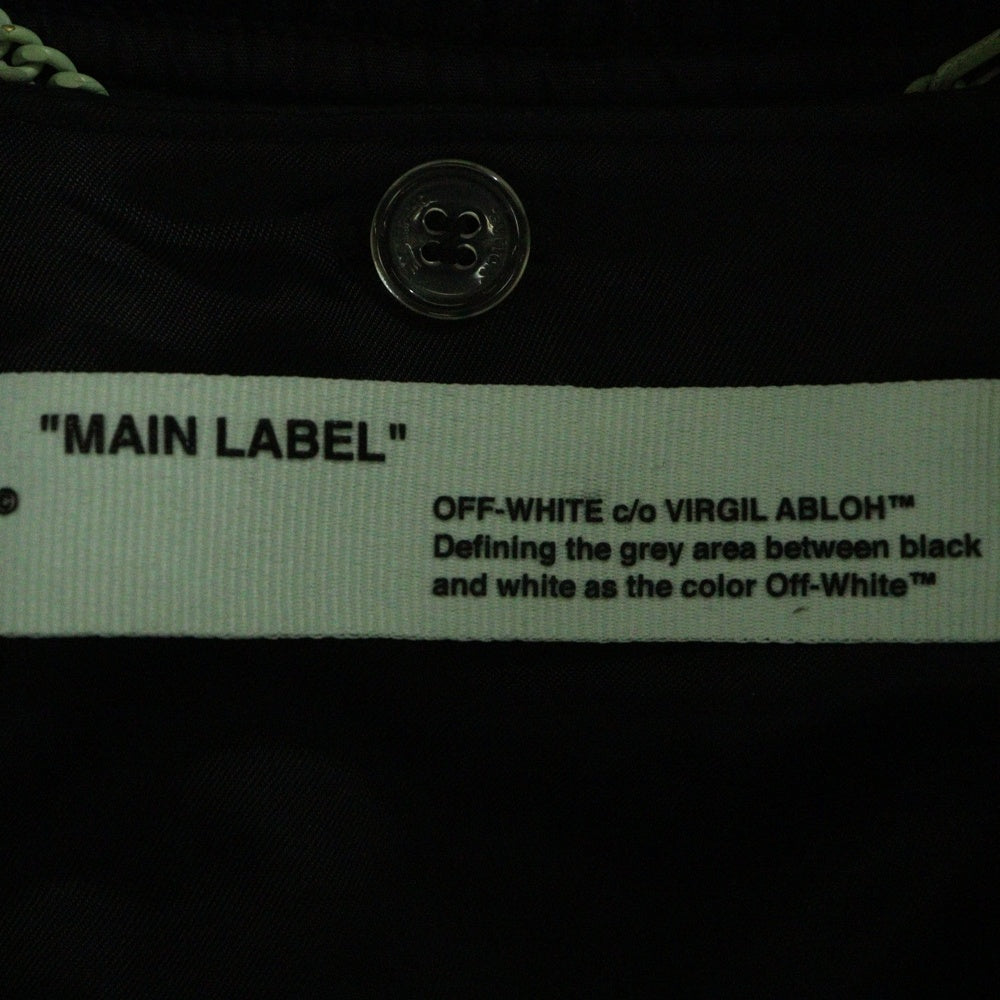 "MAIN LABEL"
©
OFF-WHITE c/o VIRGIL ABLOH™
Defining the grey area between black
and white as the color Off-White™